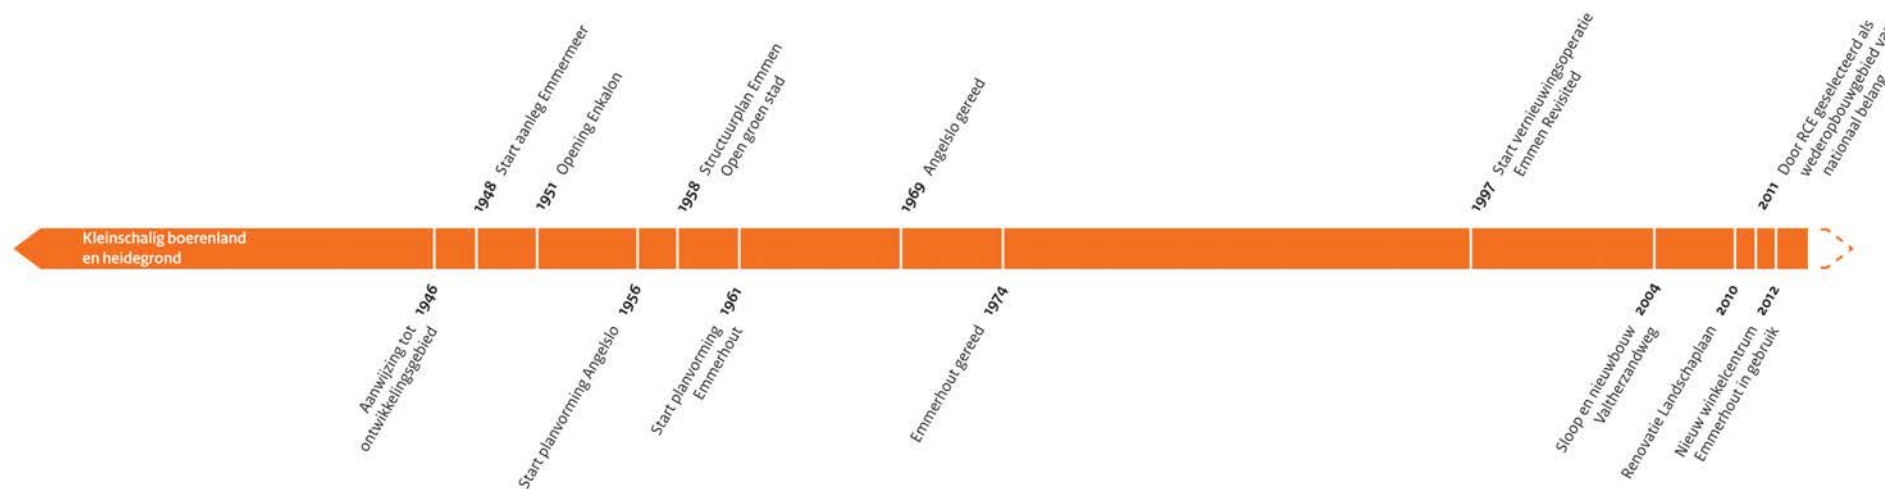 Kleinschalig boerenland
en heidegrond
Aanwijzing tot 1946
ontwikkelingsgebied
1948 Start aanleg Emmermeer
1951 Opening Enkalon
Start planvorming Angelslo 1956
1958 Structuurplan Emmen
Open groen stad
Start planvorming 1961
Emmerhout
1969 Angelslo gereed
Emmerhout gereed 1974
1997 Start vernieuwingsoperatie
Emmen Revisited
Sloop en nieuwbouw 2004
Valtherzandweg
Renovatie Landschaplaan 2010
2011 Door RCE geselecteerd als
wederopbouwgebied
nationaal belang
Nieuw winkelcentrum 2012
Emmerhout in gebruik